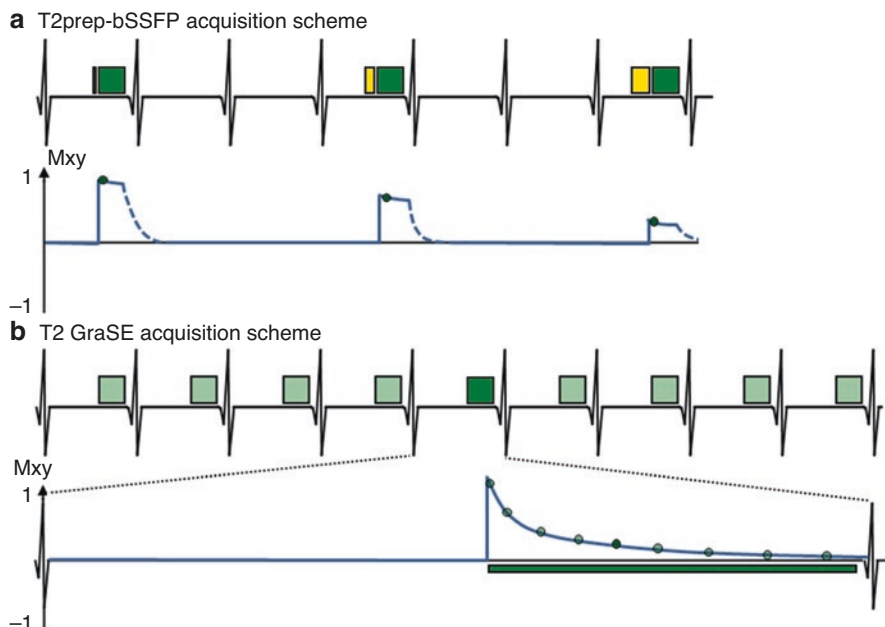 a T2prep-bSSFP acquisition scheme
Mxy
1
–1
b T2 GraSE acquisition scheme
Mxy
1
–1